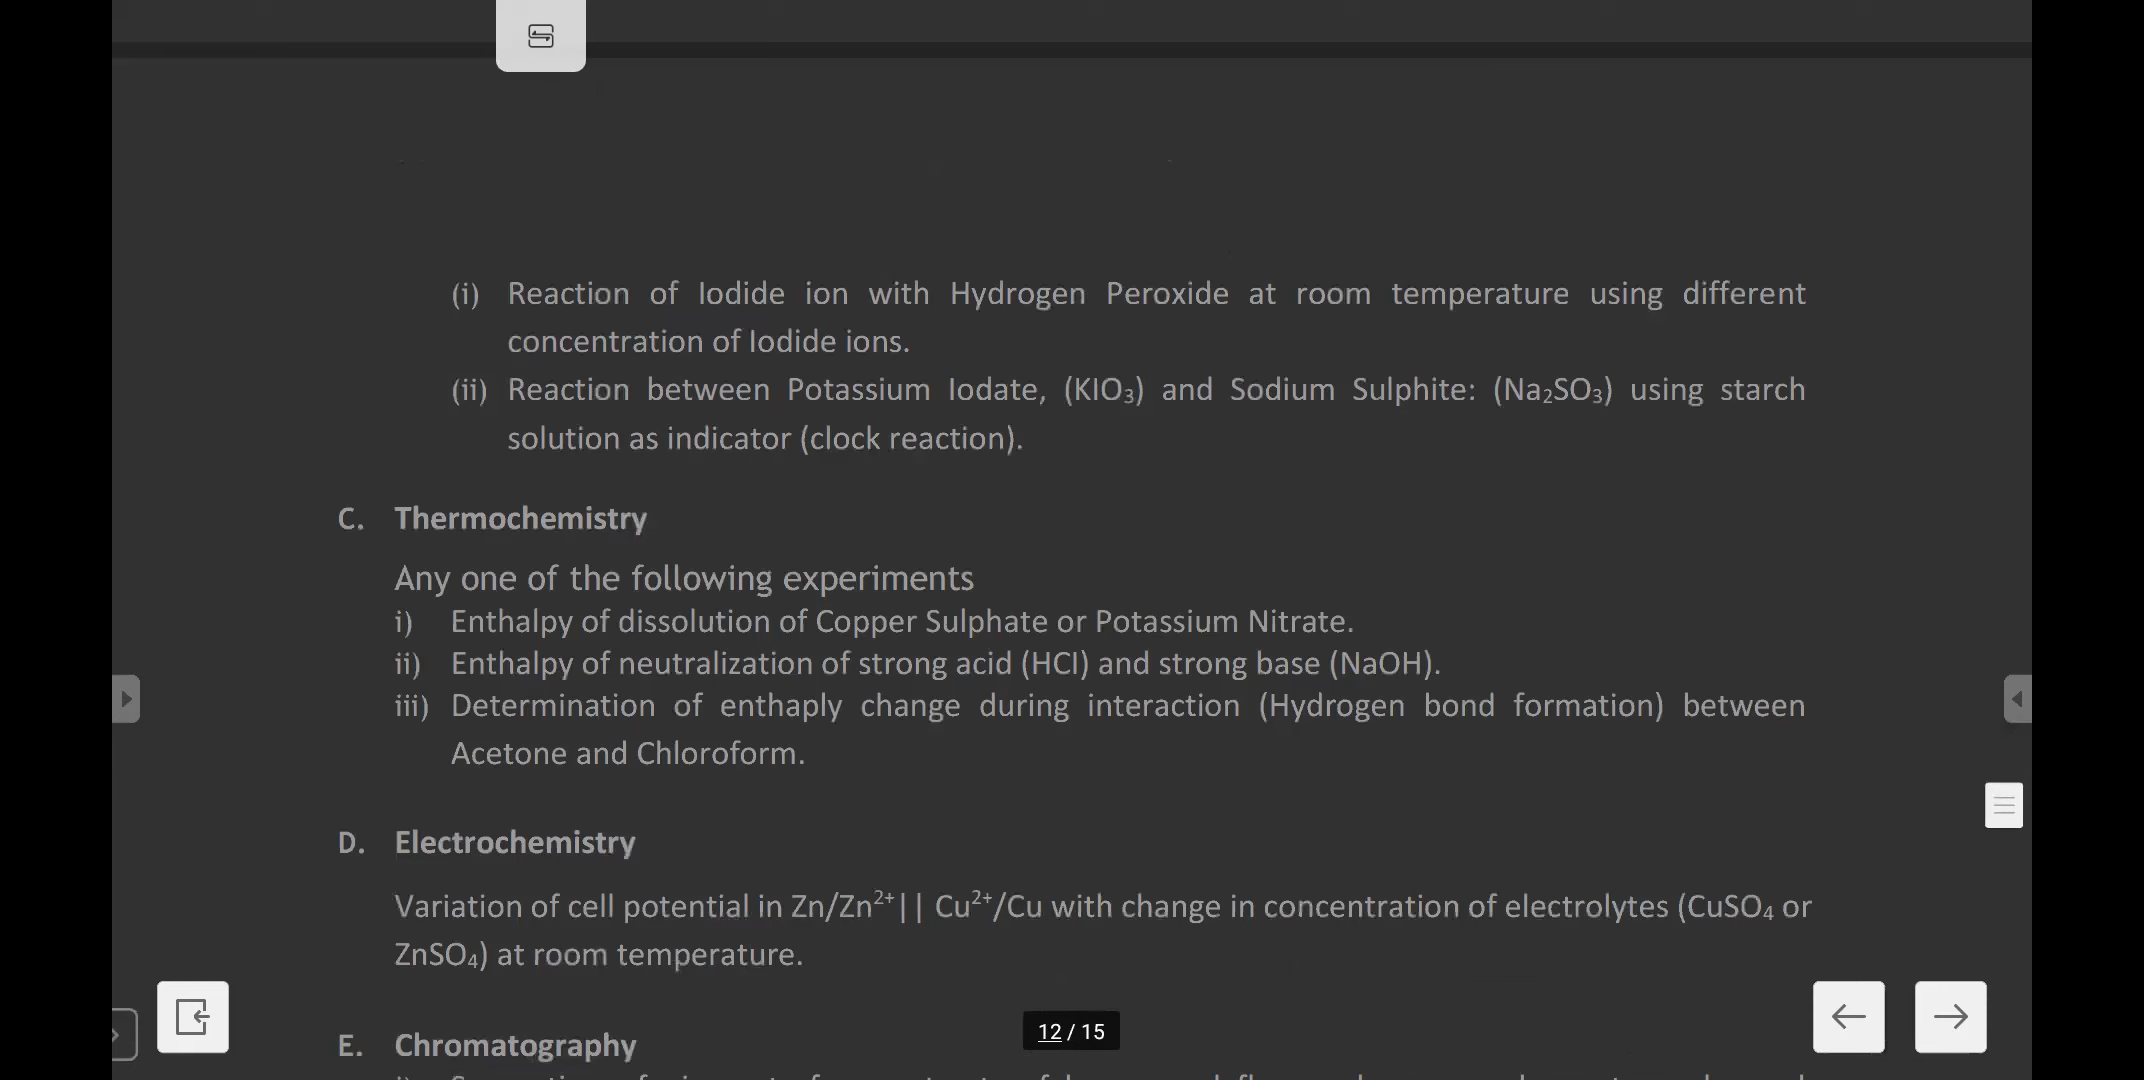 (i) Reaction of Iodide ion with Hydrogen Peroxide at room temperature using different
concentration of Iodide ions.
(ii) Reaction between Potassium Iodate, (KIO₃) and Sodium Sulphite: (Na₂SO₃) using starch
solution as indicator (clock reaction).
C. Thermochemistry
Any one of the following experiments
i) Enthalpy of dissolution of Copper Sulphate or Potassium Nitrate.
ii) Enthalpy of neutralization of strong acid (HCI) and strong base (NaOH).
iii) Determination of enthaply change during interaction (Hydrogen bond formation) between
Acetone and Chloroform.
D. Electrochemistry
Variation of cell potential in Zn/Zn²⁺|| Cu²⁺/Cu with change in concentration of electrolytes (CuSO₄ or
ZnSO₄) at room temperature.
E. Chromatography
12 / 15